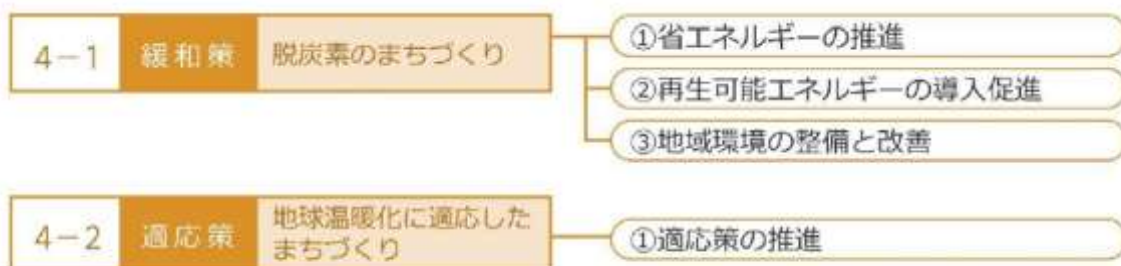 4-1 緩和策 脱炭素のまちづくり
①省エネルギーの推進
②再生可能エネルギーの導入促進
③地域環境の整備と改善
4-2 適応策 地球温暖化に適応した
まちづくり
①適応策の推進